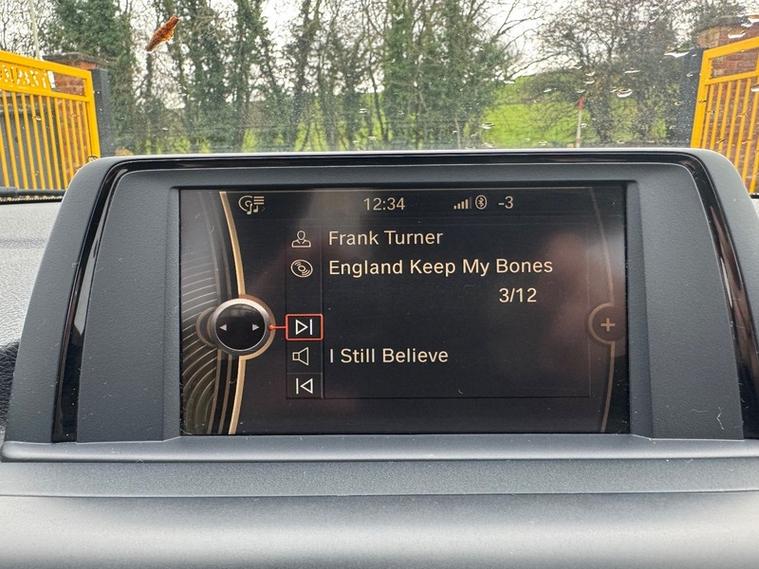 12:34 -3
Frank Turner
England Keep My Bones
3/12
I Still Believe